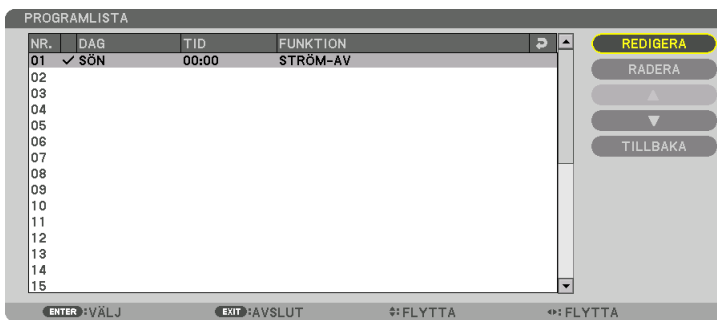 PROGRAMLISTA
NR. DAG TID FUNKTION
01 ✓ SÖN 00:00 STRÖM-AV
02
03
04
05
06
07
08
09
10
11
12
13
14
15
REDIGERA
RADERA
▲
▼
TILLBAKA
ENTER:VÄLJ EXIT:AVSLUT :FLYTTA :FLYTTA